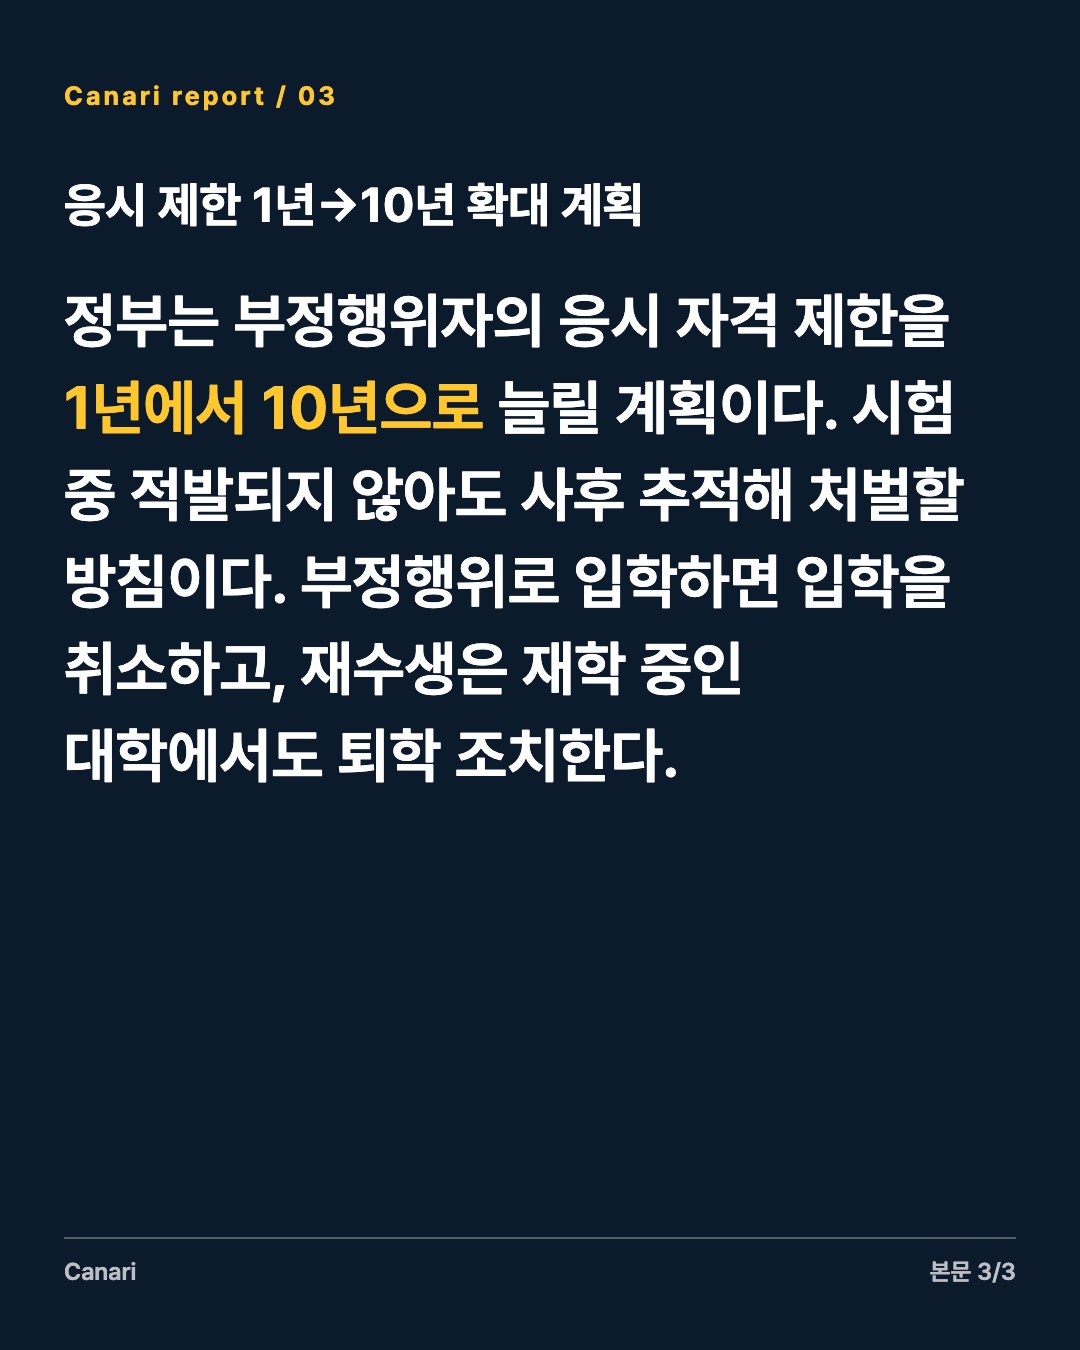 Canari report / 03
응시 제한 1년→10년 확대 계획
정부는 부정행위자의 응시 자격 제한을
1년에서 10년으로 늘릴 계획이다. 시험
중 적발되지 않아도 사후 추적해 처벌할
방침이다. 부정행위로 입학하면 입학을
취소하고, 재수생은 재학 중인
대학에서도 퇴학 조치한다.
Canari
본문 3/3